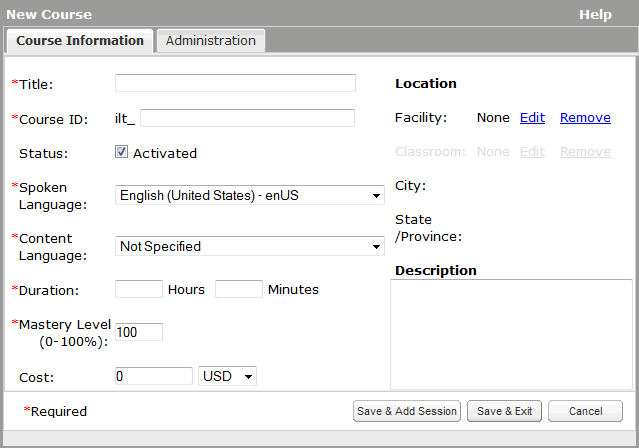 New Course Help
Course Information Administration
*Title:
*Course ID: ilt_
Status: Activated
*Spoken
Language: English (United States) - enUS
*Content
Language: Not Specified
*Duration: Hours Minutes
*Mastery Level
(0-100%): 100
Cost: 0 USD
Location
Facility: None Edit Remove
Classroom: None Edit Remove
City:
State
/Province:
Description
*Required Save & Add Session Save & Exit Cancel